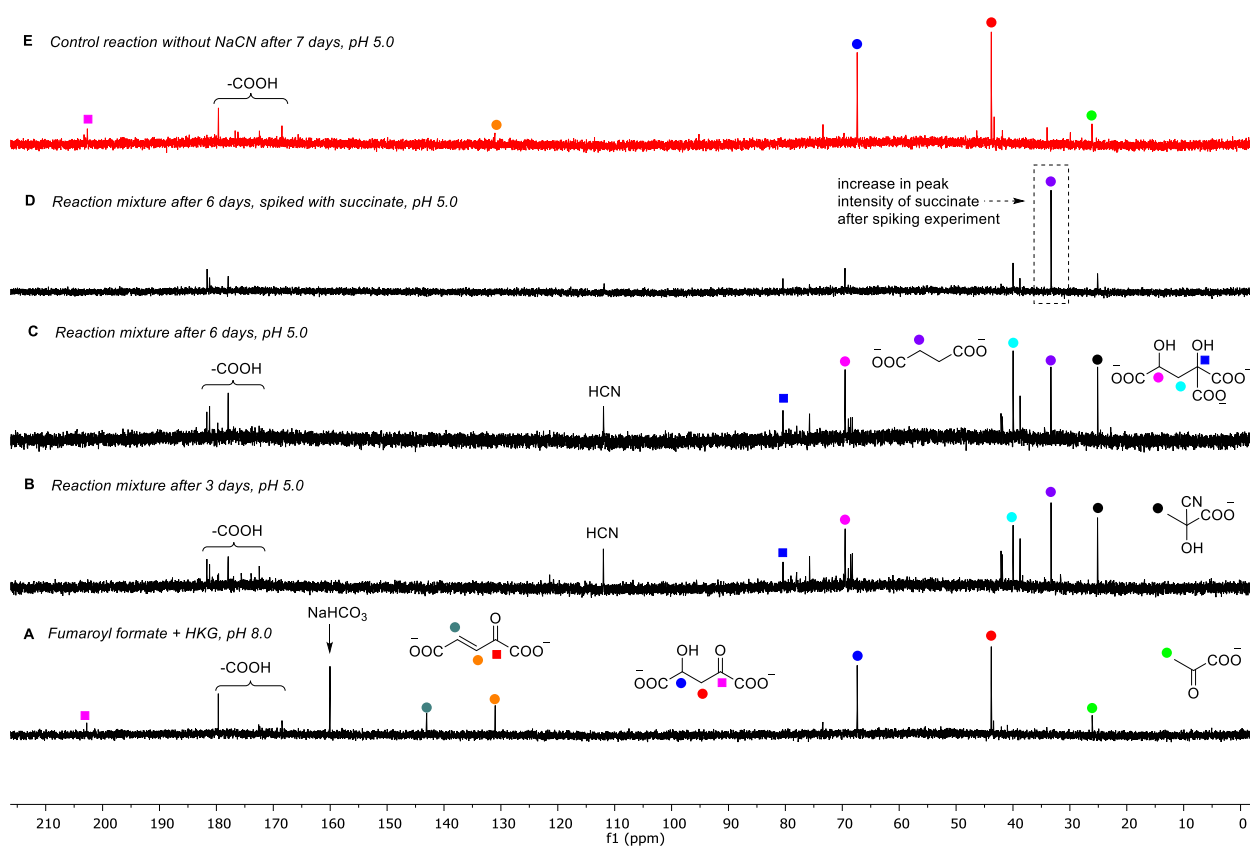 E Control reaction without NaCN after 7 days, pH 5.0
-COOH
D Reaction mixture after 6 days, spiked with succinate, pH 5.0
increase in peak
intensity of succinate
after spiking experiment
C Reaction mixture after 6 days, pH 5.0
-COOH
HCN
⁻OOC COO⁻
OH OH
⁻OOC COO⁻
COO⁻
B Reaction mixture after 3 days, pH 5.0
-COOH
HCN
CN
COO⁻
OH
NaHCO₃
A Fumaroyl formate + HKG, pH 8.0
-COOH
O
⁻OOC COO⁻
OH O
⁻OOC COO⁻
COO⁻
O
210 200 190 180 170 160 150 140 130 120 110 100 90 80 70 60 50 40 30 20 10 0
f1 (ppm)